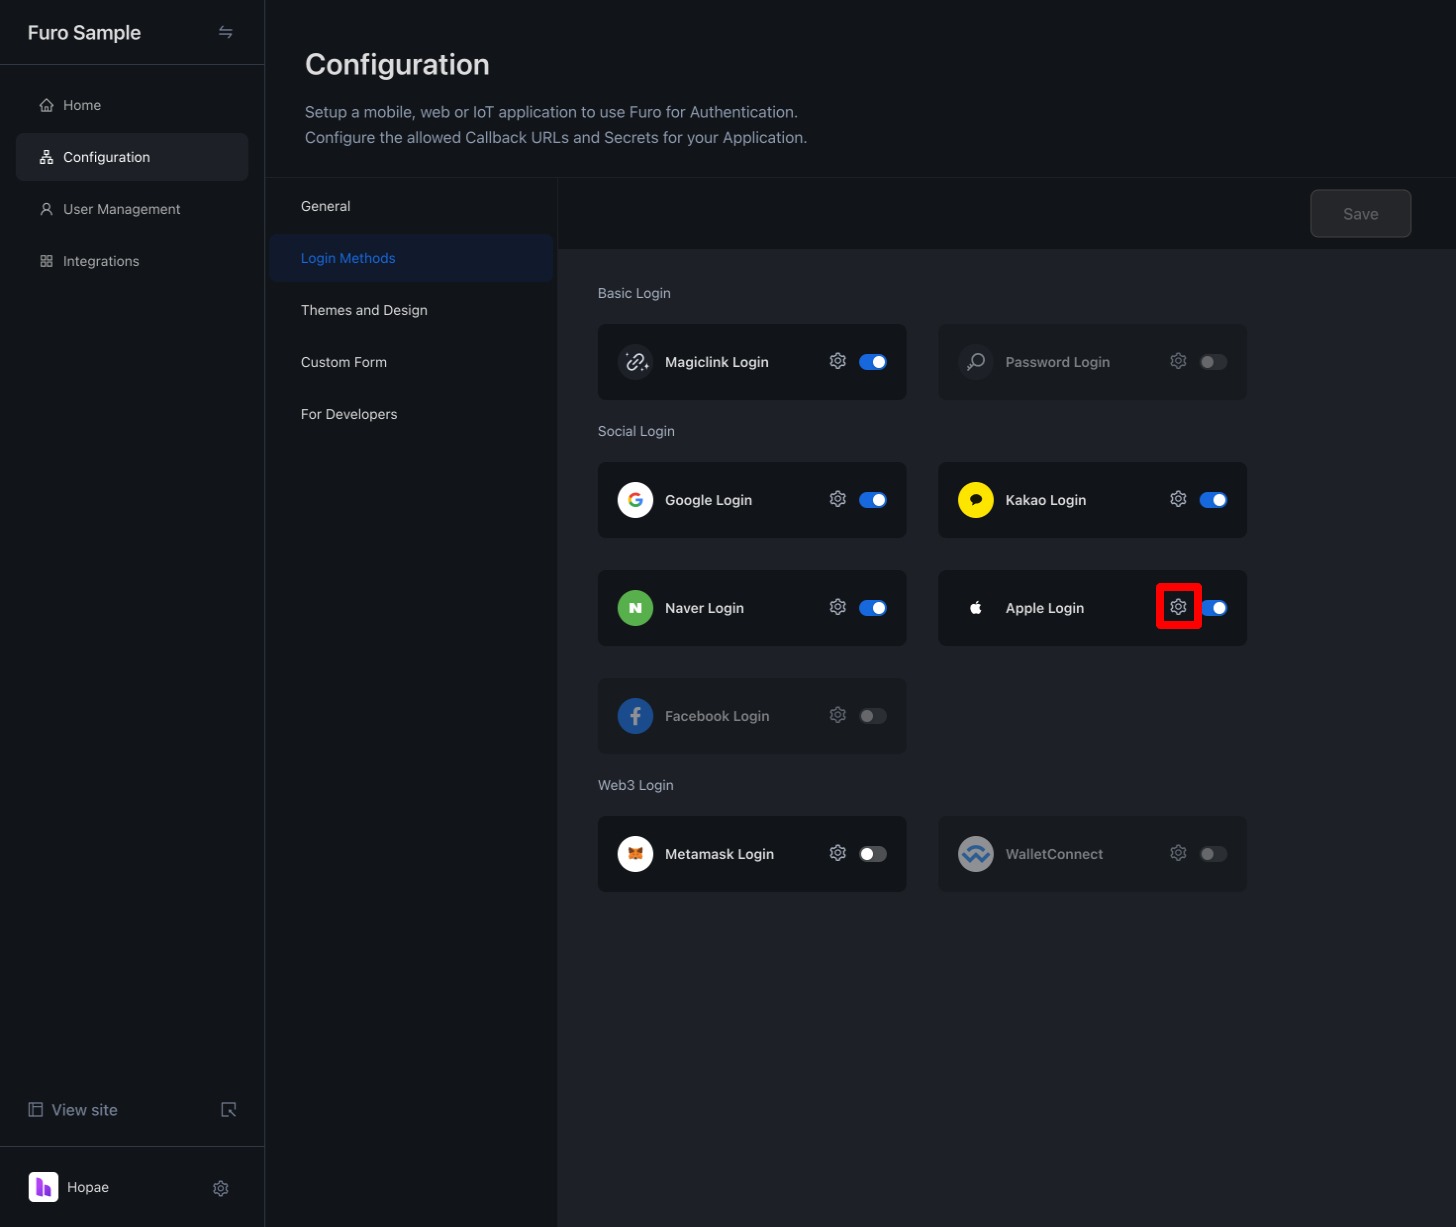 Furo Sample
Home
Configuration
User Management
Integrations
View site
Hopae
Configuration
Setup a mobile, web or IoT application to use Furo for Authentication.
Configure the allowed Callback URLs and Secrets for your Application.
General
Login Methods
Themes and Design
Custom Form
For Developers
Save
Basic Login
Magiclink Login
Password Login
Social Login
Google Login
Kakao Login
Naver Login
Apple Login
Facebook Login
Web3 Login
Metamask Login
WalletConnect